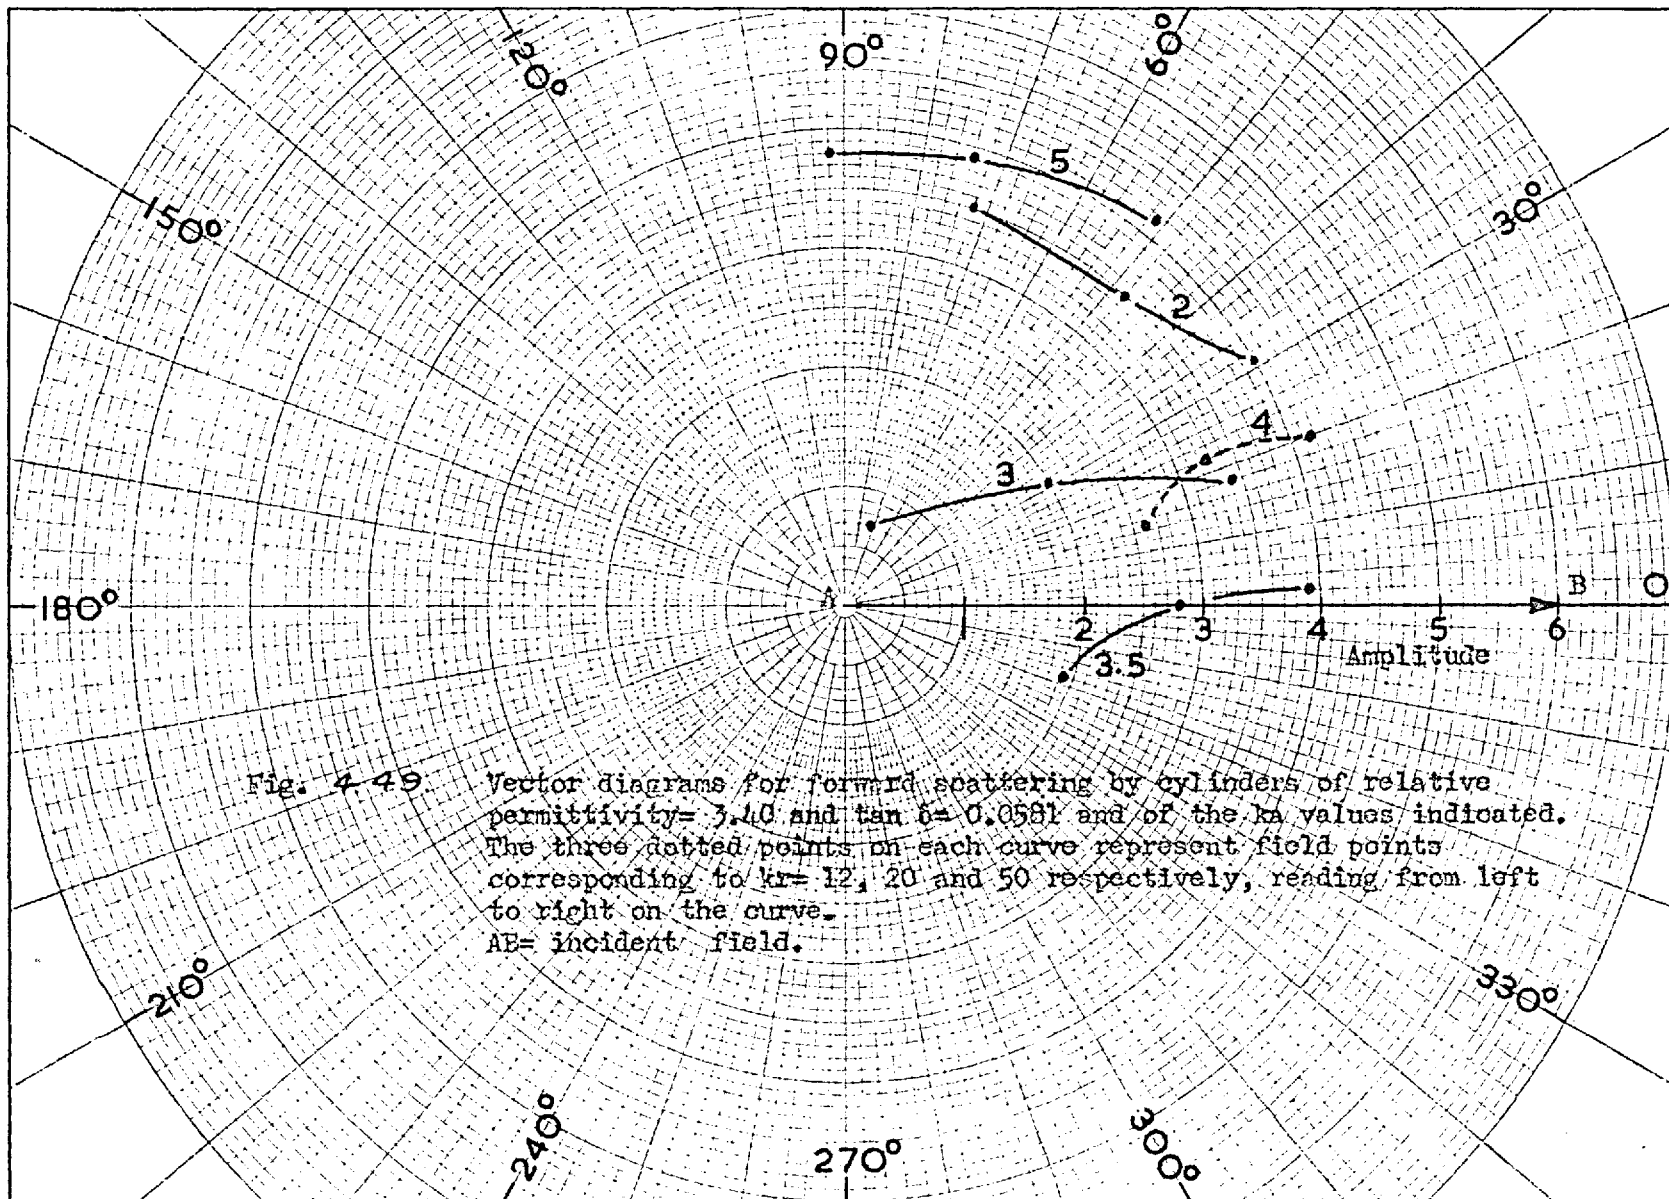 90°
60°
120°
5
150°
30°
2
4
3
180°
A
B
0
2
3
4
5
6
Amplitude
3.5
Fig. 4-49. Vector diagrams for forward scattering by cylinders of relative
permittivity= 3.40 and tan δ= 0.0581 and of the ka values indicated.
The three dotted points on each curve represent field points
corresponding to kr= 12, 20 and 50 respectively, reading from left
to right on the curve.
AB= incident field.
210°
330°
240°
300°
270°